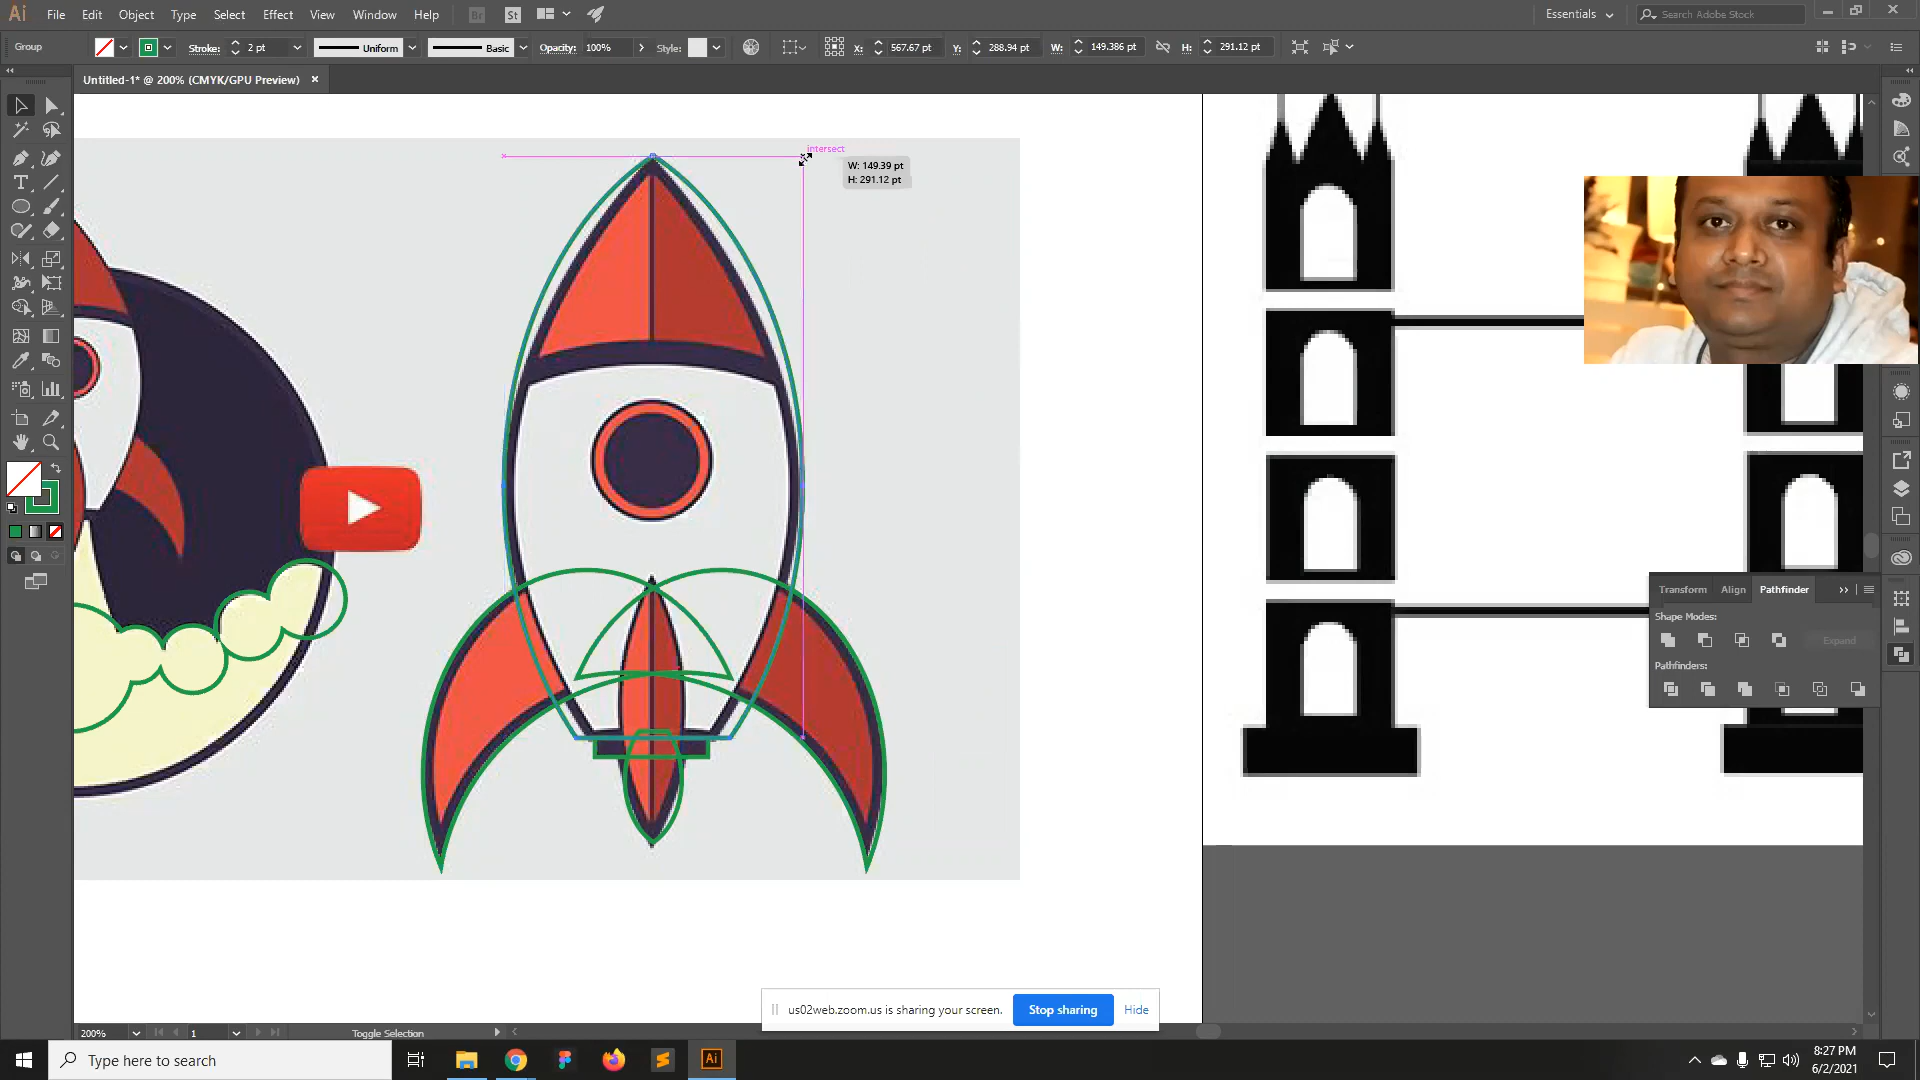 Ai File Edit Object Type Select Effect View Window Help Br St Essentials Search Adobe Stock
Group Stroke: 2 pt Uniform Basic Opacity: 100% Style: X: 567.67 pt Y: 288.94 pt W: 149.386 pt H: 291.12 pt
Untitled-1* @ 200% (CMYK/GPU Preview)
intersect
W: 149.39 pt
H: 291.12 pt
Transform Align Pathfinder
Shape Modes:
Expand
Pathfinders:
us02web.zoom.us is sharing your screen. Stop sharing Hide
200% 1 Toggle Selection
Type here to search
Ai
8:27 PM
6/2/2021